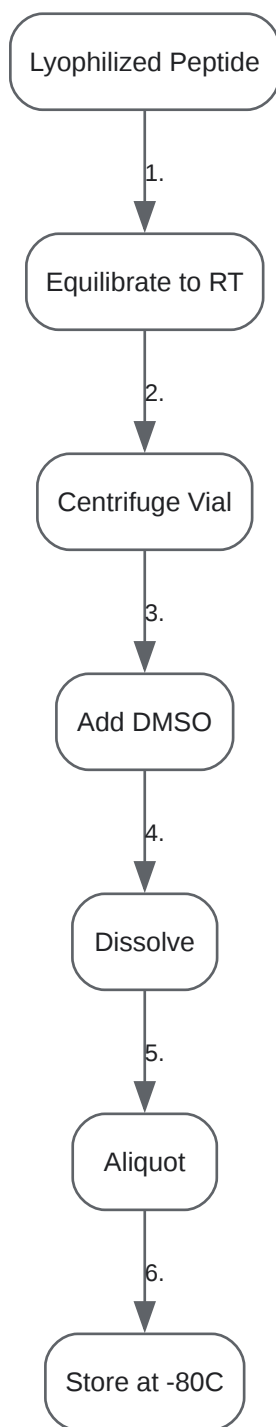 Lyophilized Peptide
1.
Equilibrate to RT
2.
Centrifuge Vial
3.
Add DMSO
4.
Dissolve
5.
Aliquot
6.
Store at -80C